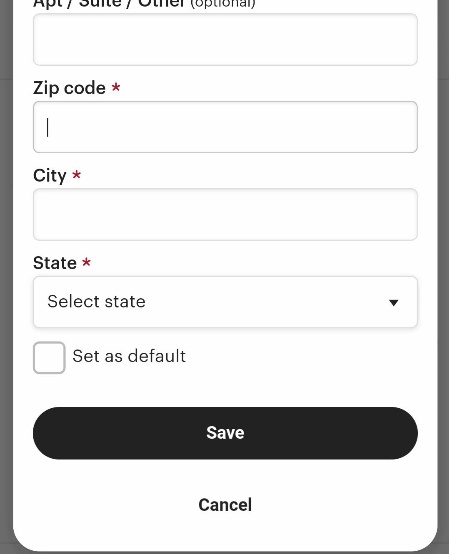 Apt / Suite / Other (optional)
Zip code *
City *
State *
Select state
Set as default
Save
Cancel